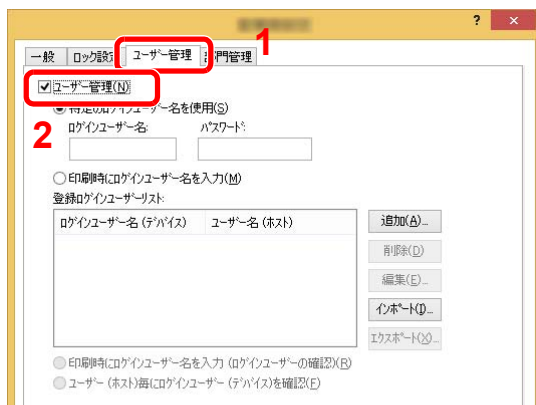 ? ×
1
一般 ロック設定 ユーザー管理 部門管理
ユーザー管理(N)
特定のログインユーザー名を使用(S)
2
ログインユーザー名: パスワード:
印刷時にログインユーザー名を入力(M)
登録ログインユーザーリスト:
ログインユーザー名 (デバイス) ユーザー名 (ホスト)
追加(A)...
削除(D)
編集(E)...
インポート(I)...
エクスポート(X)...
印刷時にログインユーザー名を入力 (ログインユーザーの確認)(R)
ユーザー (ホスト)毎にログインユーザー (デバイス)を確認(F)